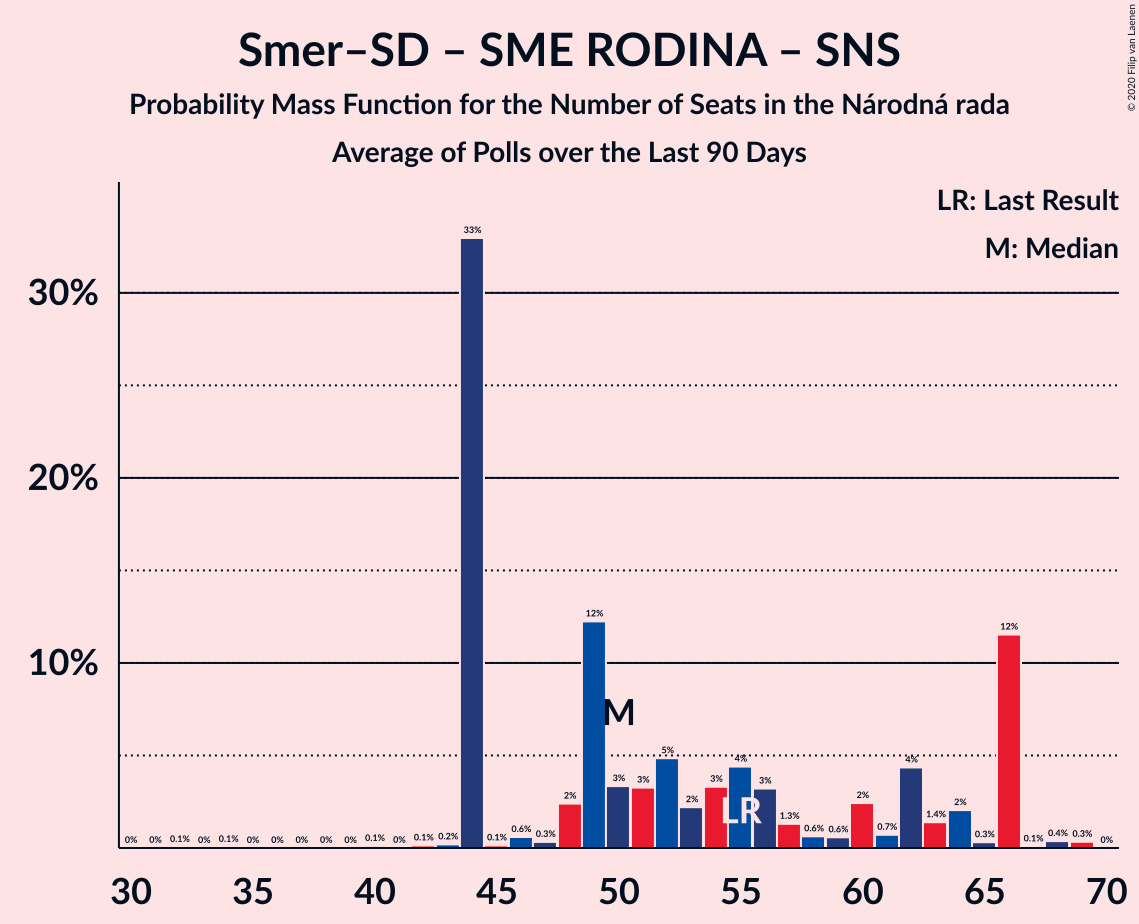 Smer–SD – SME RODINA – SNS
Probability Mass Function for the Number of Seats in the Národná rada
Average of Polls over the Last 90 Days
© 2020 Filip van Laenen
LR: Last Result
M: Median
30%
20%
10%
0% 0% 0.1% 0% 0.1% 0% 0% 0% 0% 0% 0.1% 0% 0.1% 0.2% 33% 0.1% 0.6% 0.3% 2% 12% 3% 3% 5% 2% 3% 4% 3% 1.3% 0.6% 0.6% 2% 0.7% 4% 1.4% 2% 0.3% 12% 0.1% 0.4% 0.3% 0%
M
LR
30 35 40 45 50 55 60 65 70